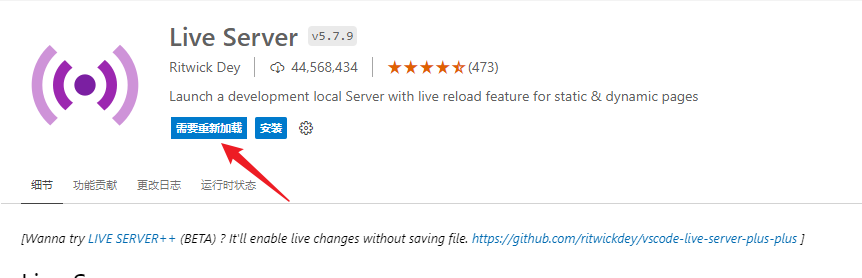 Live Server v5.7.9
Ritwick Dey 44,568,434 (473)
Launch a development local Server with live reload feature for static & dynamic pages
需要重新加载 安装
细节 功能贡献 更改日志 运行时状态
[Wanna try LIVE SERVER++ (BETA) ? It'll enable live changes without saving file. https://github.com/ritwickdey/vscode-live-server-plus-plus ]